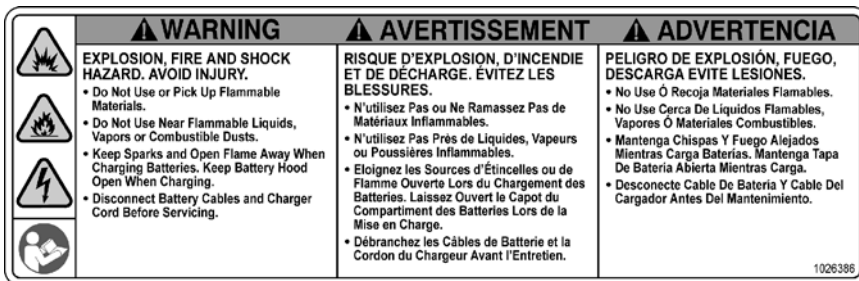 WARNING
EXPLOSION, FIRE AND SHOCK
HAZARD. AVOID INJURY.
• Do Not Use or Pick Up Flammable
Materials.
• Do Not Use Near Flammable Liquids,
Vapors or Combustible Dusts.
• Keep Sparks and Open Flame Away When
Charging Batteries. Keep Battery Hood
Open When Charging.
• Disconnect Battery Cables and Charger
Cord Before Servicing.
AVERTISSEMENT
RISQUE D'EXPLOSION, D'INCENDIE
ET DE DÉCHARGE. ÉVITEZ LES
BLESSURES.
• N'utilisez Pas ou Ne Ramassez Pas de
Matériaux Inflammables.
• N'utilisez Pas Près de Liquides, Vapeurs
ou Poussières Inflammables.
• Eloignez les Sources d'Étincelles ou de
Flamme Ouverte Lors du Chargement des
Batteries. Laissez Ouvert le Capot du
Compartiment des Batteries Lors de la
Mise en Charge.
• Débranchez les Câbles de Batterie et la
Cordon du Chargeur Avant l'Entretien.
ADVERTENCIA
PELIGRO DE EXPLOSIÓN, FUEGO,
DESCARGA EVITE LESIONES.
• No Use Ó Recoja Materiales Flamables.
• No Use Cerca De Líquidos Flamables,
Vapores Ó Materiales Combustibles.
• Mantenga Chispas Y Fuego Alejados
Mientras Carga Baterías. Mantenga Tapa
De Batería Abierta Mientras Carga.
• Desconecte Cable De Batería Y Cable Del
Cargador Antes Del Mantenimiento.
1026386